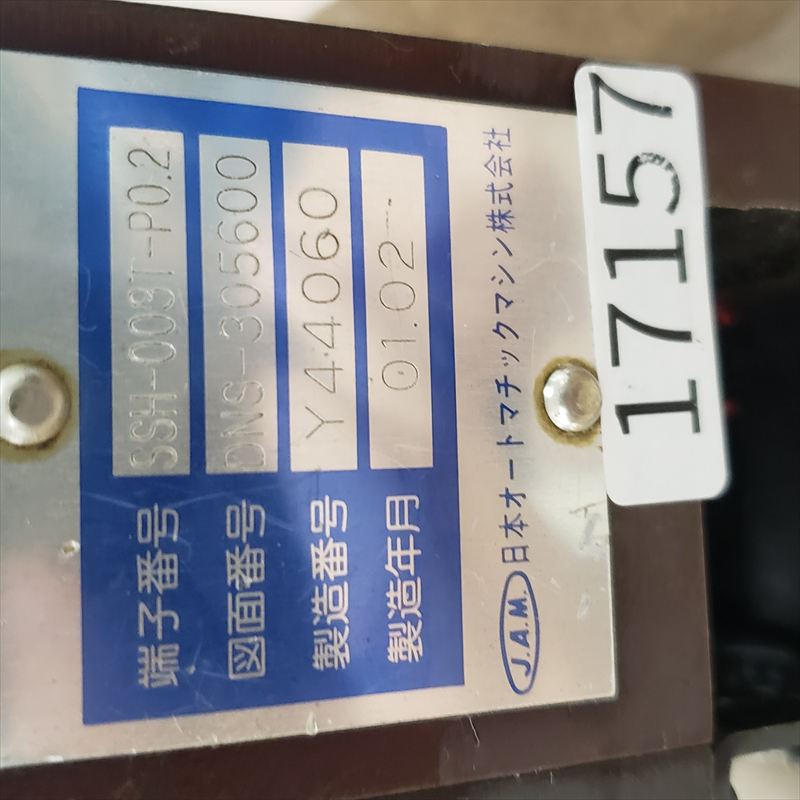 端子番号 SSH-003T-P0.2
図面番号 DNS-305600
製造番号 Y44060
製造年月 01.02
J.A.M. 日本オートマチックマシン株式会社
17157